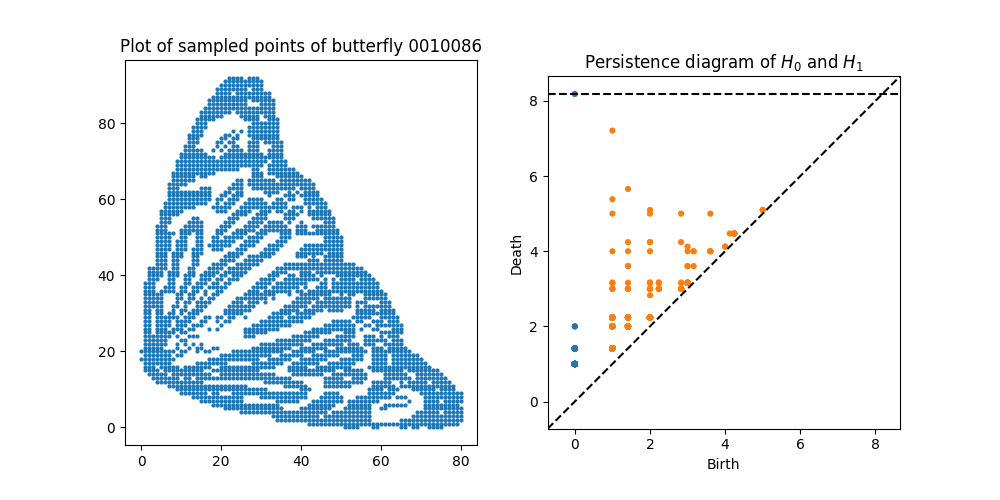 Plot of sampled points of butterfly 0010086
80
60
40
20
0
0 20 40 60 80
Persistence diagram of H₀ and H₁
8
6
4
2
0
0 2 4 6 8
Death
Birth